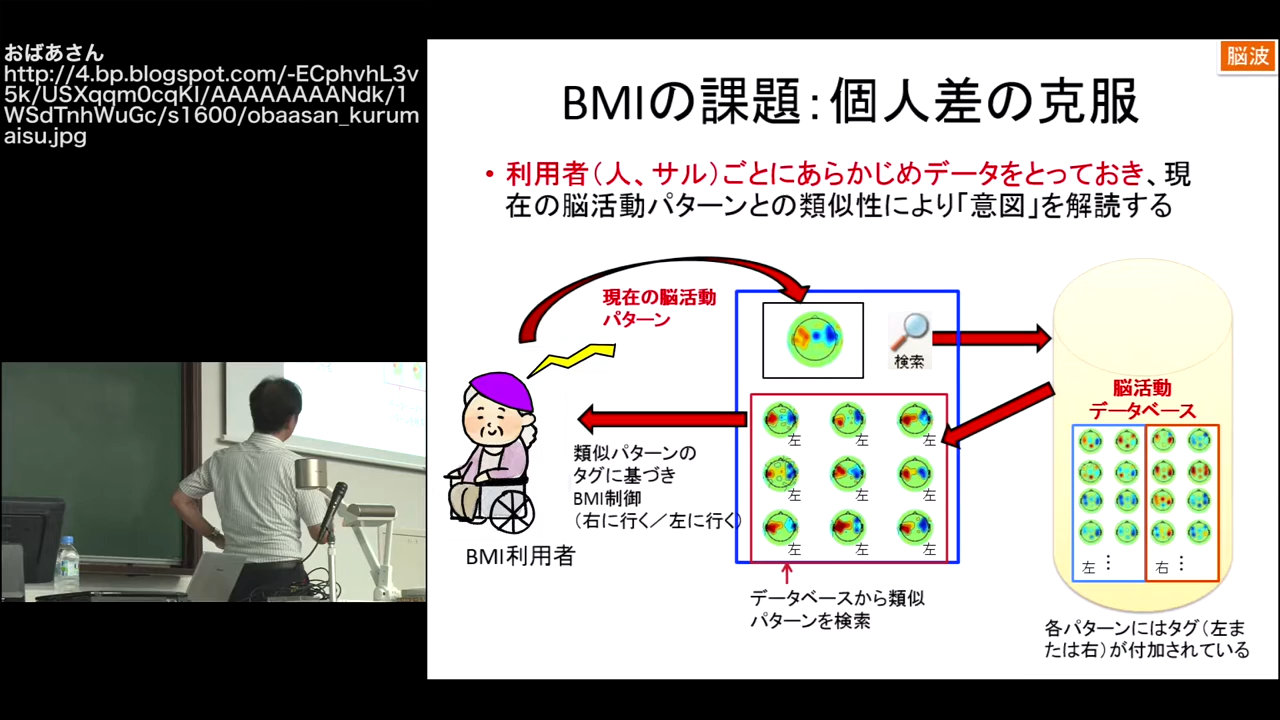 おばあさん
http://4.bp.blogspot.com/-ECphvhL3v
5k/USXqqm0cqKI/AAAAAAAANdk/1
WSdTnhWuGc/s1600/obaasan_kurum
aisu.jpg
脳波
BMIの課題：個人差の克服
• 利用者（人、サル）ごとにあらかじめデータをとっておき、現
在の脳活動パターンとの類似性により「意図」を解読する
現在の脳活動
パターン
検索
脳活動
データベース
左 左 左
左 左 左
左 左 左
類似パターンの
タグに基づき
BMI制御
（右に行く／左に行く）
BMI利用者
左 ⋮ 右 ⋮
データベースから類似
パターンを検索
各パターンにはタグ（左ま
たは右）が付加されている